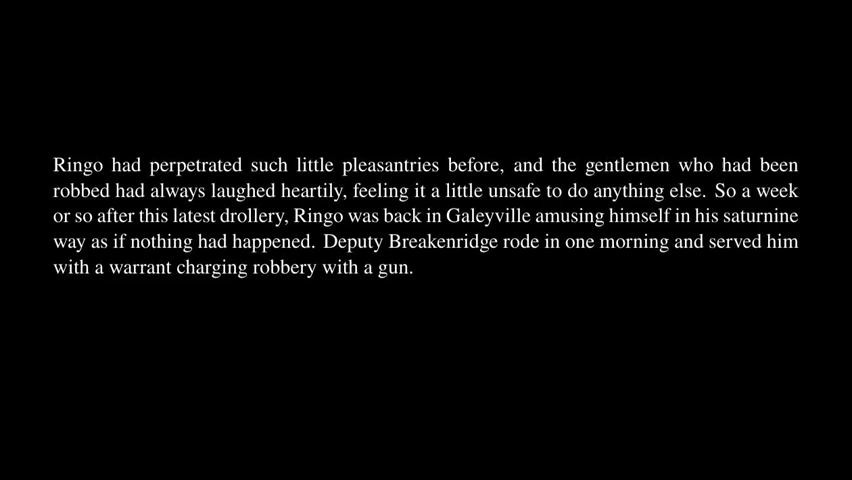 Ringo had perpetrated such little pleasantries before, and the gentlemen who had been
robbed had always laughed heartily, feeling it a little unsafe to do anything else. So a week
or so after this latest drollery, Ringo was back in Galeyville amusing himself in his saturnine
way as if nothing had happened. Deputy Breakenridge rode in one morning and served him
with a warrant charging robbery with a gun.